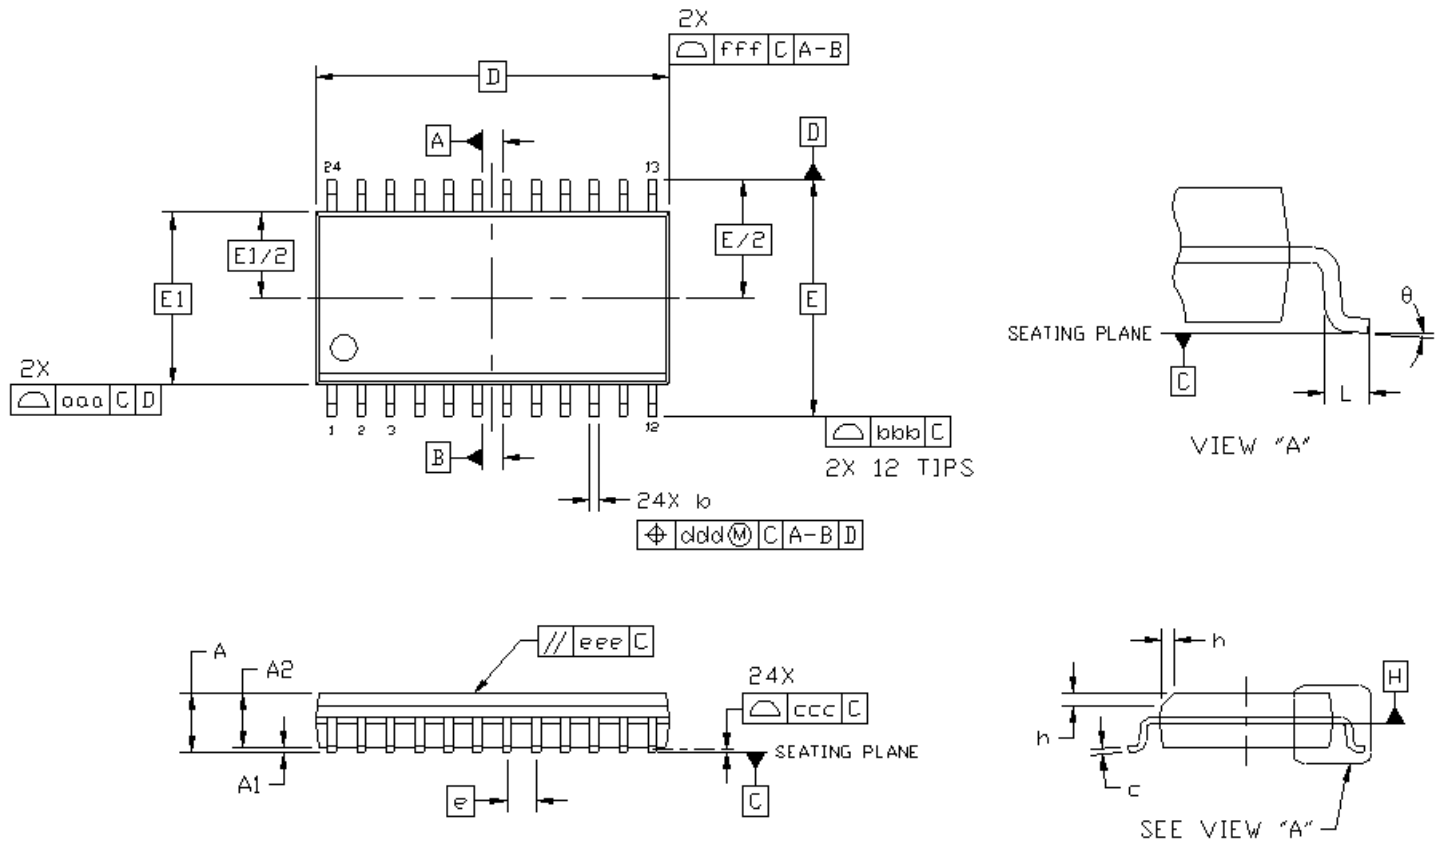 2X
fff C A-B
D
A
D
24
13
E1/2
E/2
E1
E
2X
aaa C D
1 2 3
12
B
bbb C
2X 12 TIPS
24X b
ddd Ⓜ C A-B D
θ
SEATING PLANE
C
L
VIEW "A"
// eee C
A
A2
24X
ccc C
SEATING PLANE
A1
e
C
h
H
h
c
SEE VIEW "A"